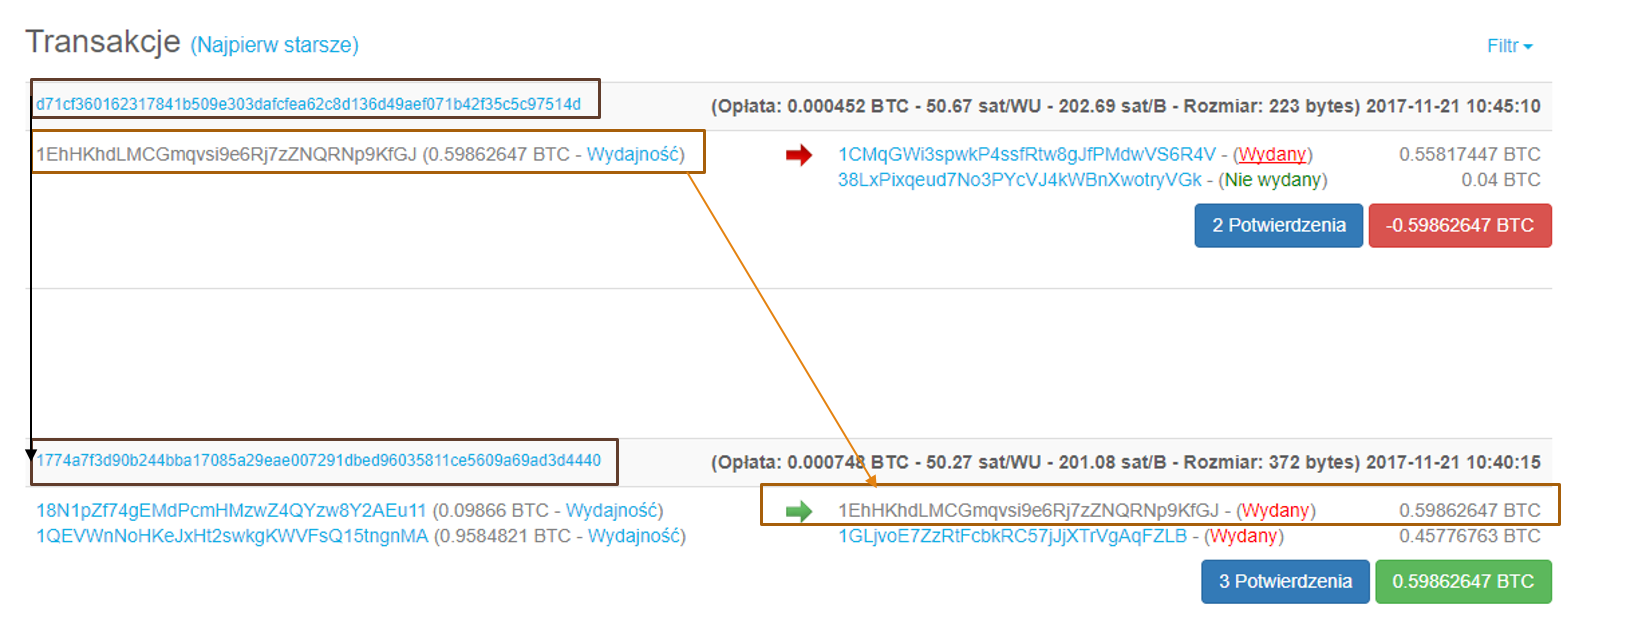 Transakcje (Najpierw starsze)
Filtr
d71cf360162317841b509e303dafcfea62c8d136d49aef071b42f35c5c97514d
(Opłata: 0.000452 BTC - 50.67 sat/WU - 202.69 sat/B - Rozmiar: 223 bytes) 2017-11-21 10:45:10
1EhHKhdLMCGmqvsi9e6Rj7zZNQRNp9KfGJ (0.59862647 BTC - Wydajność)
1CMqGWi3spwkP4ssfRtw8gJfPMdwVS6R4V - (Wydany) 0.55817447 BTC
38LxPixqeud7No3PYcVJ4kWBnXwotryVGk - (Nie wydany) 0.04 BTC
2 Potwierdzenia
-0.59862647 BTC
1774a7f3d90b244bba17085a29eae007291dbed96035811ce5609a69ad3d4440
(Opłata: 0.000748 BTC - 50.27 sat/WU - 201.08 sat/B - Rozmiar: 372 bytes) 2017-11-21 10:40:15
18N1pZf74gEMdPcmHMzwZ4QYzw8Y2AEu11 (0.09866 BTC - Wydajność)
1QEVWnNoHKeJxHt2swkgKWVFsQ15tngnMA (0.9584821 BTC - Wydajność)
1EhHKhdLMCGmqvsi9e6Rj7zZNQRNp9KfGJ - (Wydany) 0.59862647 BTC
1GLjvoE7ZzRtFcbkRC57jJjXTrVgAqFZLB - (Wydany) 0.45776763 BTC
3 Potwierdzenia
0.59862647 BTC